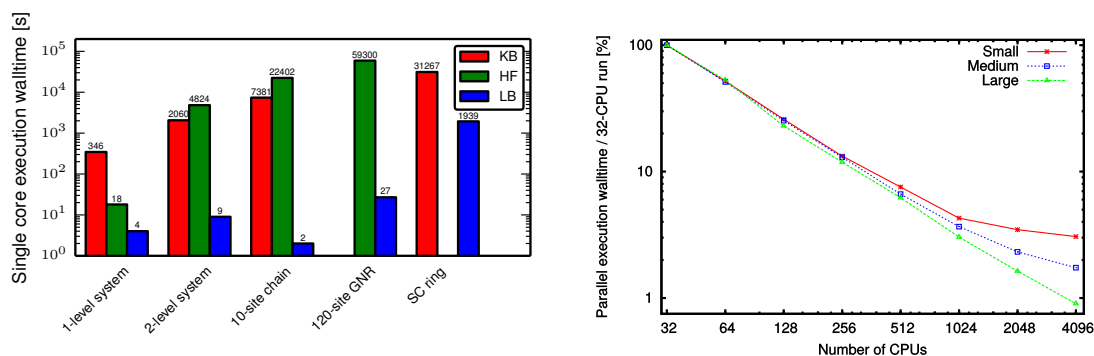 Single core execution walltime [s]
10^5
10^4
10^3
10^2
10^1
10^0
346
18
4
2060
4824
9
7381
22402
2
59300
27
31267
1939
KB
HF
LB
1-level system
2-level system
10-site chain
120-site GNR
SC ring
Parallel execution walltime / 32-CPU run [%]
100
10
1
Small
Medium
Large
32 64 128 256 512 1024 2048 4096
Number of CPUs